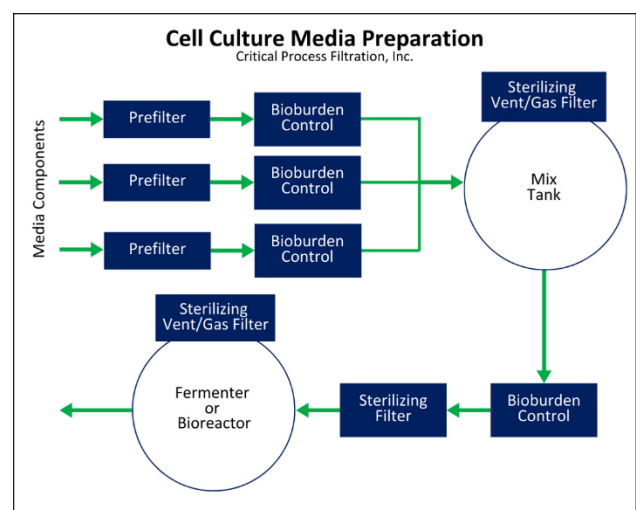 Cell Culture Media Preparation
Critical Process Filtration, Inc.
Media Components
Prefilter
Bioburden
Control
Prefilter
Bioburden
Control
Prefilter
Bioburden
Control
Sterilizing
Vent/Gas Filter
Mix
Tank
Bioburden
Control
Sterilizing
Filter
Sterilizing
Vent/Gas Filter
Fermenter
or
Bioreactor